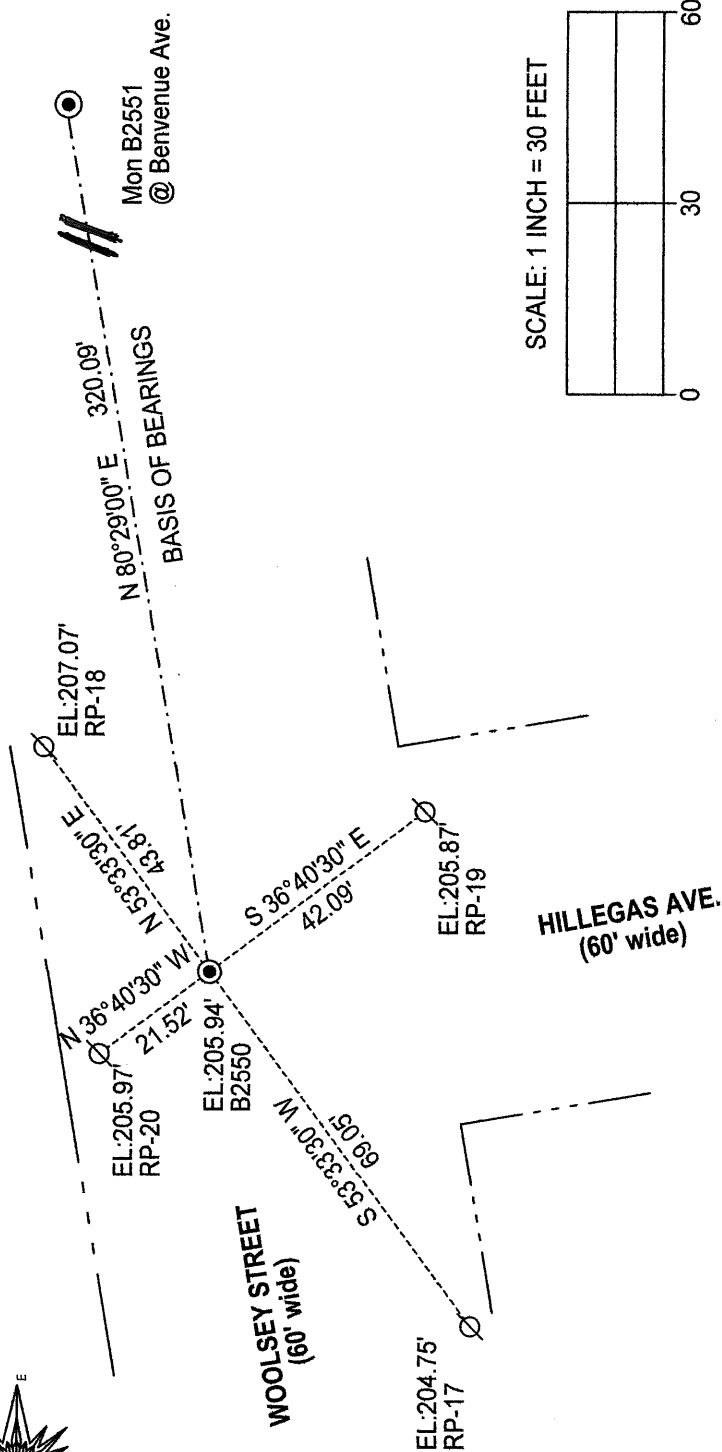 Mon B2551
@ Benvenue Ave.
N 80°29'00" E 320.09'
BASIS OF BEARINGS
EL:207.07'
RP-18
N 53°33'30" E
43.81'
N 36°40'30" W
21.52'
EL:205.97'
RP-20
EL:205.94'
B2550
S 36°40'30" E
42.09'
EL:205.87'
RP-19
S 53°33'30" W
69.05'
EL:204.75'
RP-17
WOOLSEY STREET
(60' wide)
HILLEGAS AVE.
(60' wide)
SCALE: 1 INCH = 30 FEET
0 30 60
E